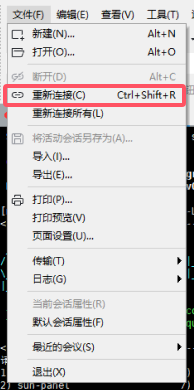 文件(F) 编辑(E) 查看(V) 工具(T)
新建(N)... Alt+N
打开(O)... Alt+O
断开(D) Alt+C
重新连接(C) Ctrl+Shift+R
重新连接所有(L)
将活动会话另存为(A)...
导入(I)...
导出(E)...
打印(P)...
打印预览(V)
页面设置(U)...
传输(T)
日志(G)
当前会话属性(R)
默认会话属性(F)
最近的会议(S)
退出(X)
2) sun-panel